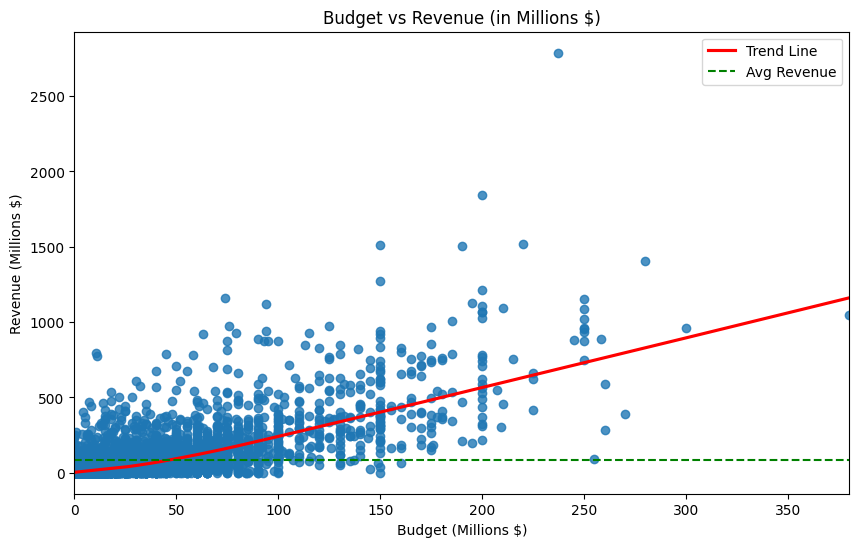 Budget vs Revenue (in Millions $)
Trend Line
Avg Revenue
Revenue (Millions $)
2500
2000
1500
1000
500
0
0 50 100 150 200 250 300 350
Budget (Millions $)